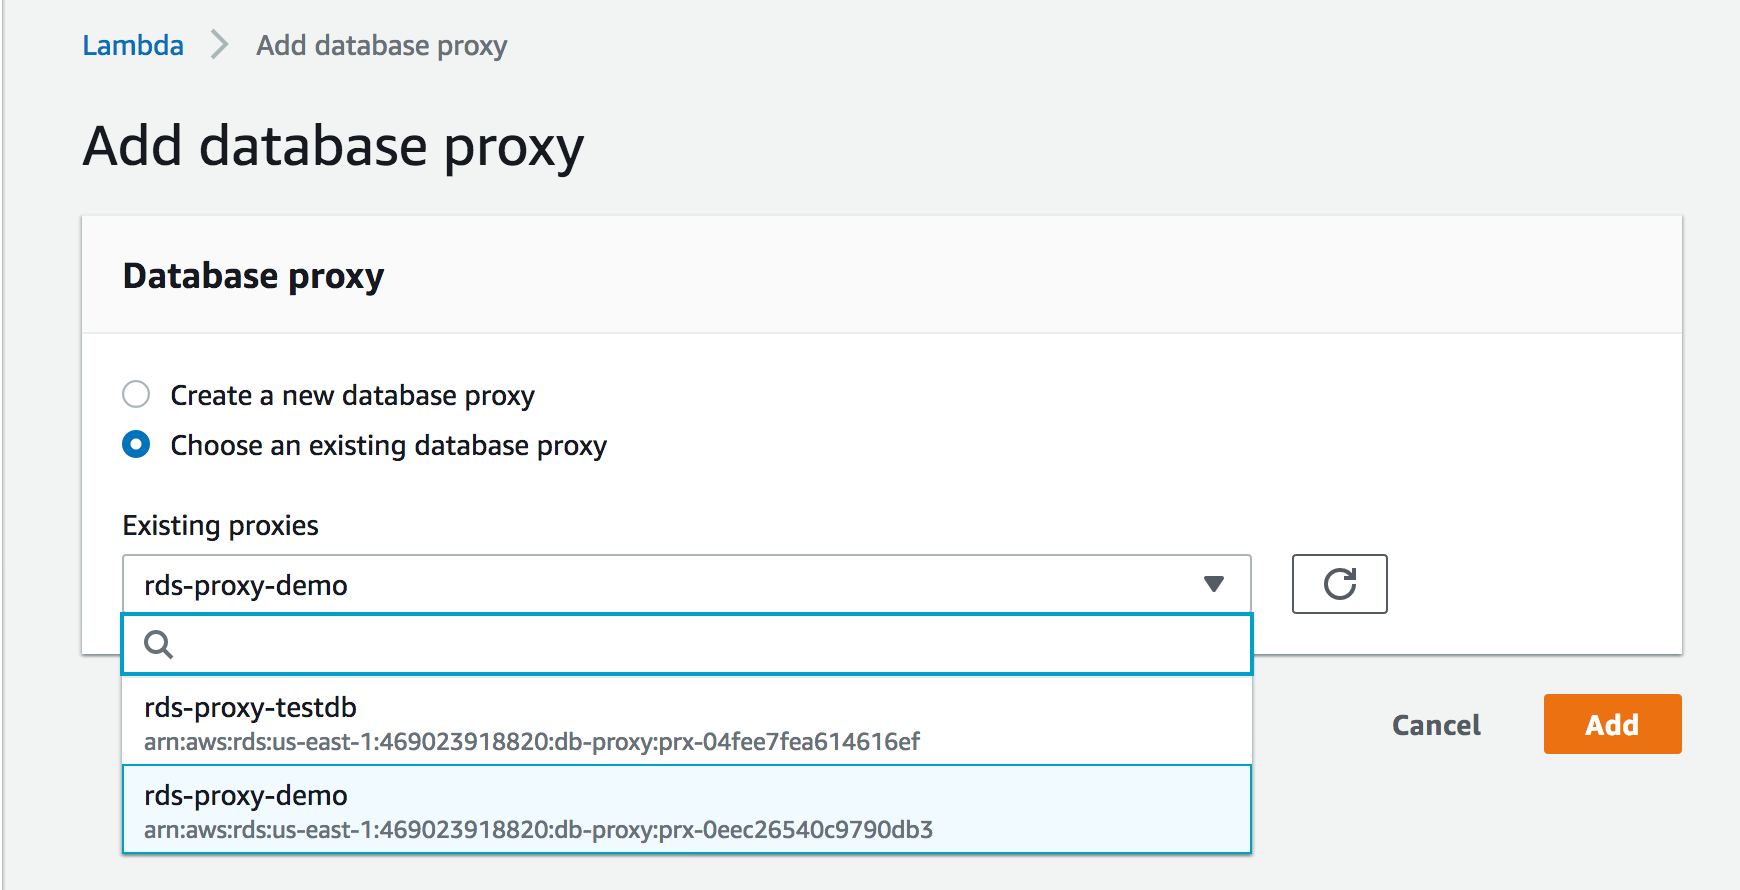 Lambda Add database proxy
Add database proxy
Database proxy
Create a new database proxy
Choose an existing database proxy
Existing proxies
rds-proxy-demo
rds-proxy-testdb
arn:aws:rds:us-east-1:469023918820:db-proxy:prx-04fee7fea614616ef
rds-proxy-demo
arn:aws:rds:us-east-1:469023918820:db-proxy:prx-0eec26540c9790db3
Cancel Add